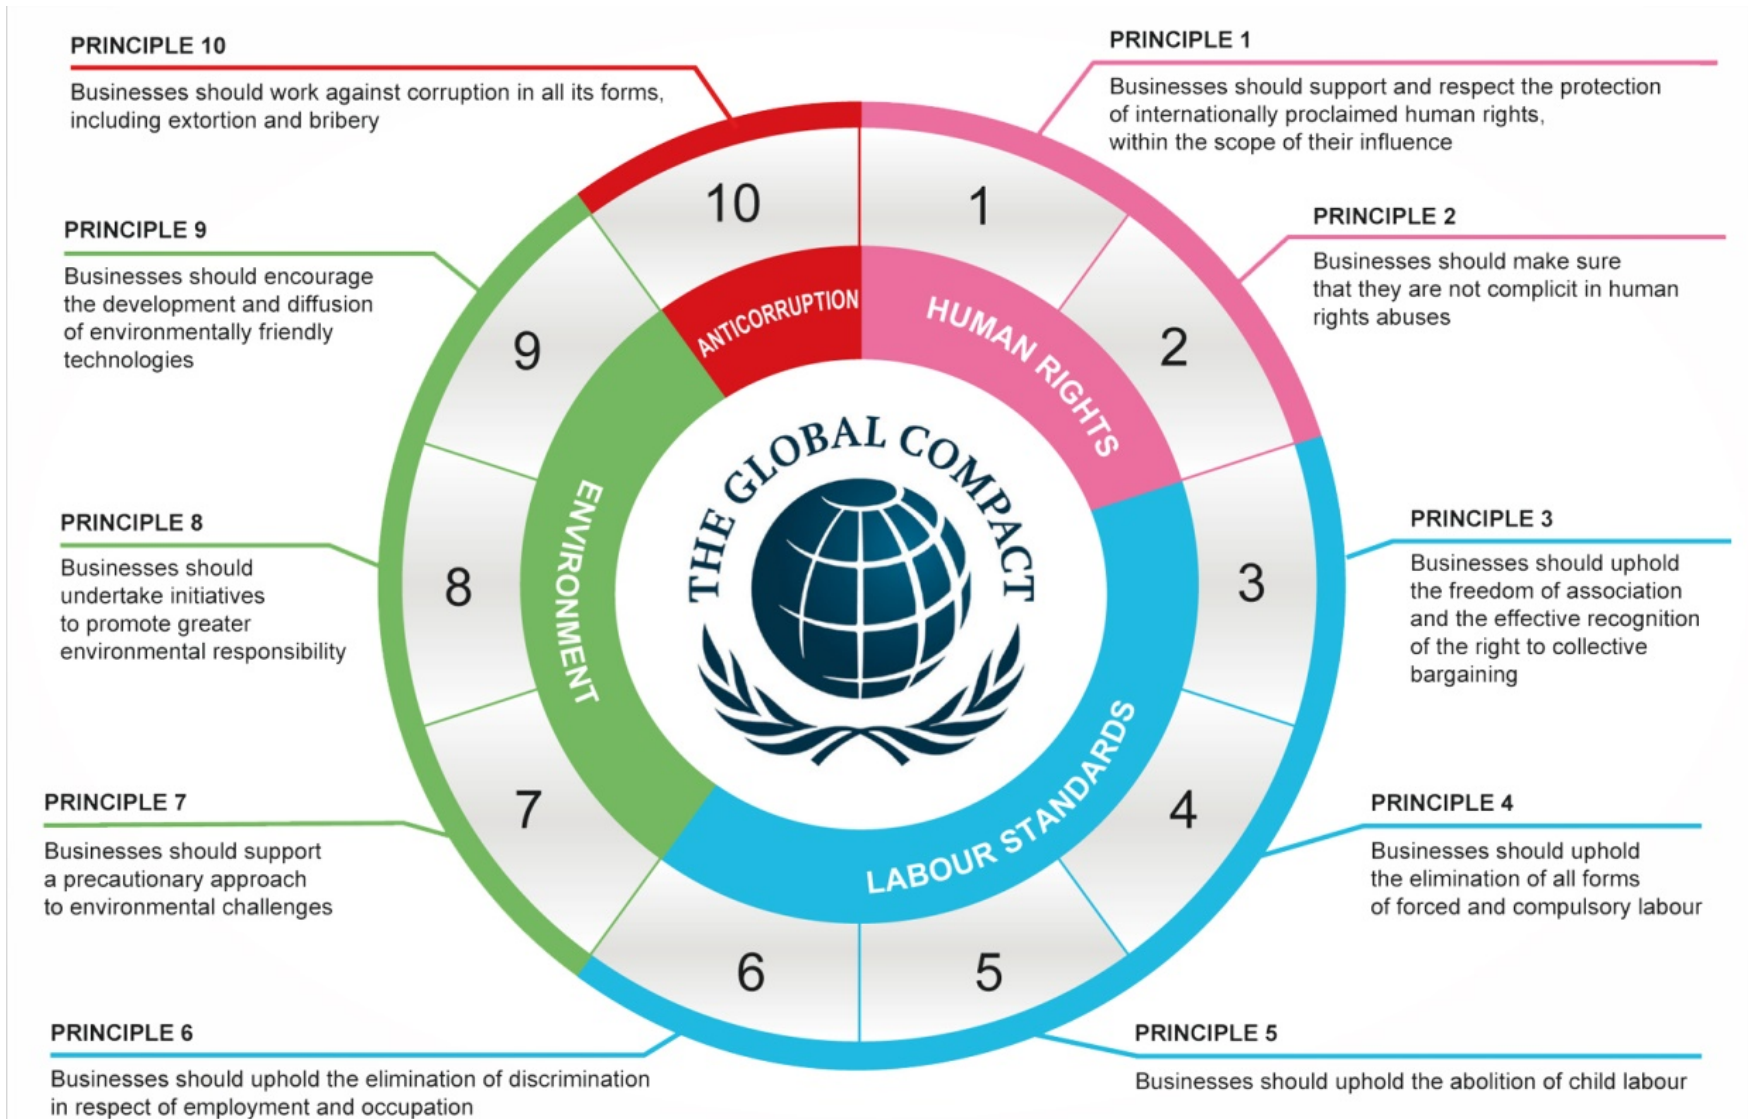 PRINCIPLE 10
Businesses should work against corruption in all its forms,
including extortion and bribery
PRINCIPLE 1
Businesses should support and respect the protection
of internationally proclaimed human rights,
within the scope of their influence
PRINCIPLE 2
Businesses should make sure
that they are not complicit in human
rights abuses
PRINCIPLE 3
Businesses should uphold
the freedom of association
and the effective recognition
of the right to collective
bargaining
PRINCIPLE 4
Businesses should uphold
the elimination of all forms
of forced and compulsory labour
PRINCIPLE 5
Businesses should uphold the abolition of child labour
PRINCIPLE 6
Businesses should uphold the elimination of discrimination
in respect of employment and occupation
PRINCIPLE 7
Businesses should support
a precautionary approach
to environmental challenges
PRINCIPLE 8
Businesses should
undertake initiatives
to promote greater
environmental responsibility
PRINCIPLE 9
Businesses should encourage
the development and diffusion
of environmentally friendly
technologies
10
1
2
3
4
5
6
7
8
9
ANTICORRUPTION
HUMAN RIGHTS
LABOUR STANDARDS
ENVIRONMENT
THE GLOBAL COMPACT